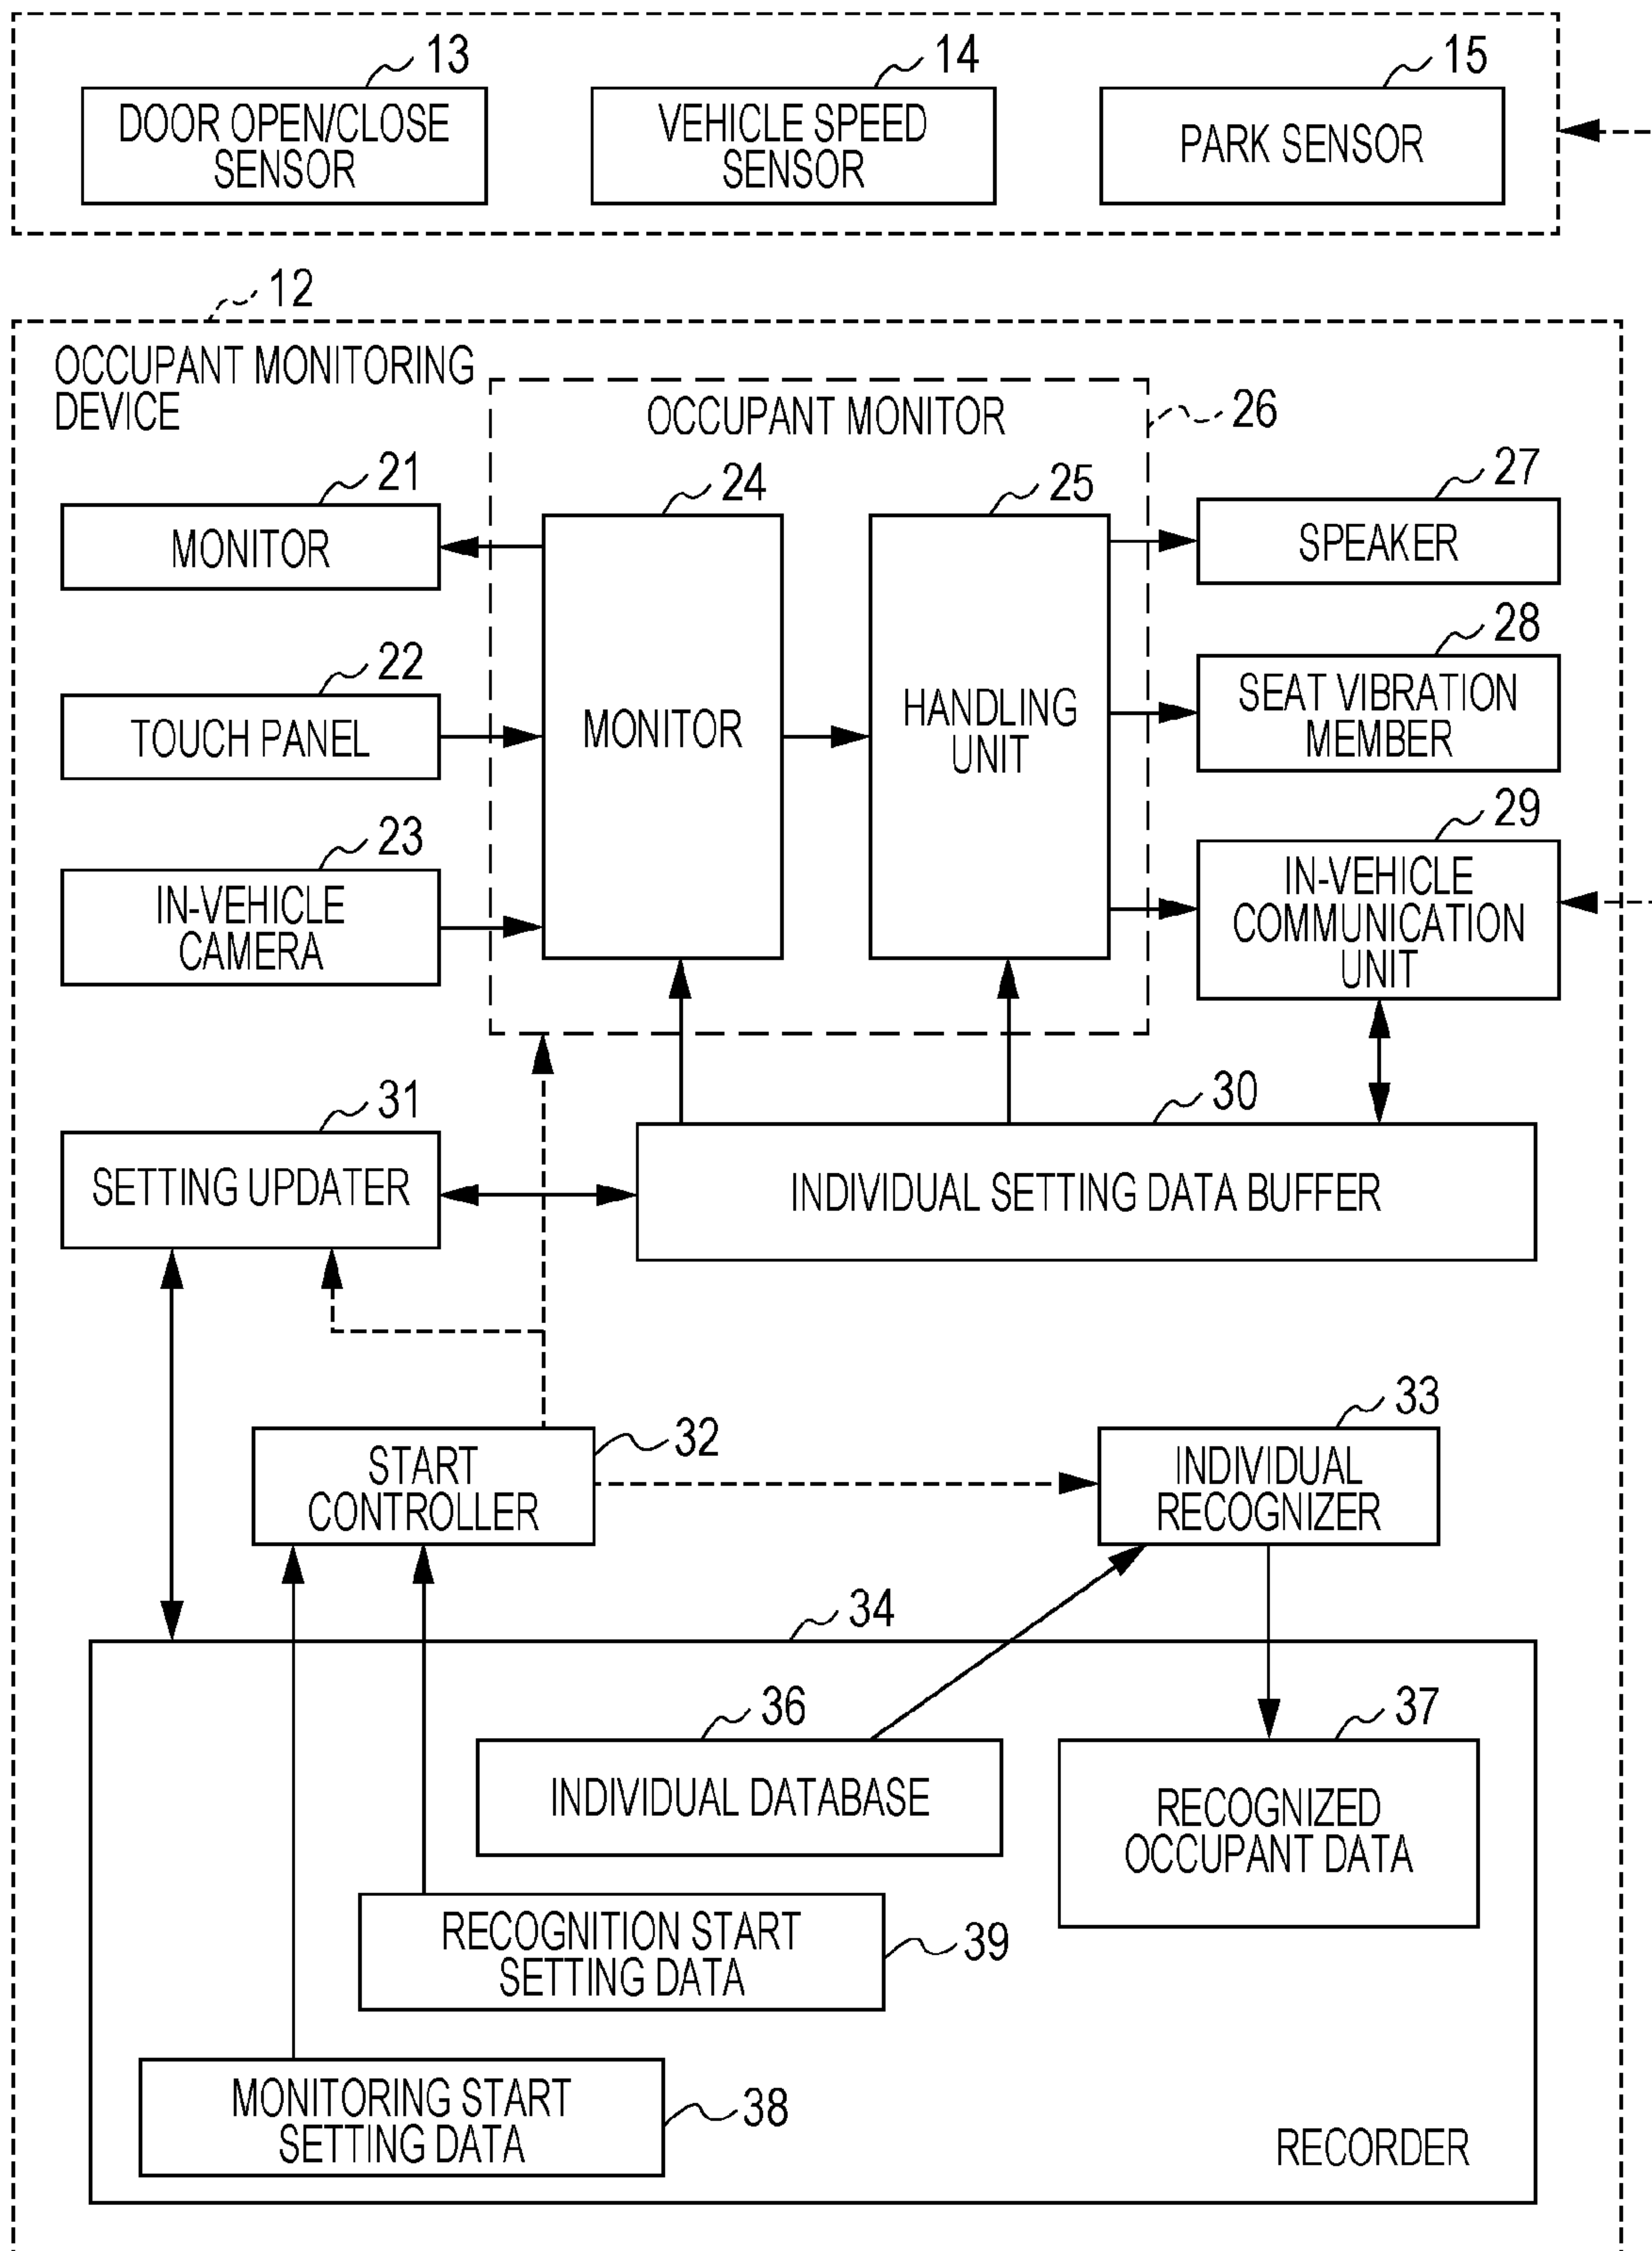 13
14
15
DOOR OPEN/CLOSE
SENSOR
VEHICLE SPEED
SENSOR
PARK SENSOR
12
OCCUPANT MONITORING
DEVICE
OCCUPANT MONITOR
26
21
MONITOR
22
TOUCH PANEL
23
IN-VEHICLE
CAMERA
24
MONITOR
25
HANDLING
UNIT
27
SPEAKER
28
SEAT VIBRATION
MEMBER
29
IN-VEHICLE
COMMUNICATION
UNIT
31
SETTING UPDATER
30
INDIVIDUAL SETTING DATA BUFFER
32
START
CONTROLLER
33
INDIVIDUAL
RECOGNIZER
34
36
INDIVIDUAL DATABASE
37
RECOGNIZED
OCCUPANT DATA
RECOGNITION START
SETTING DATA
39
MONITORING START
SETTING DATA
38
RECORDER